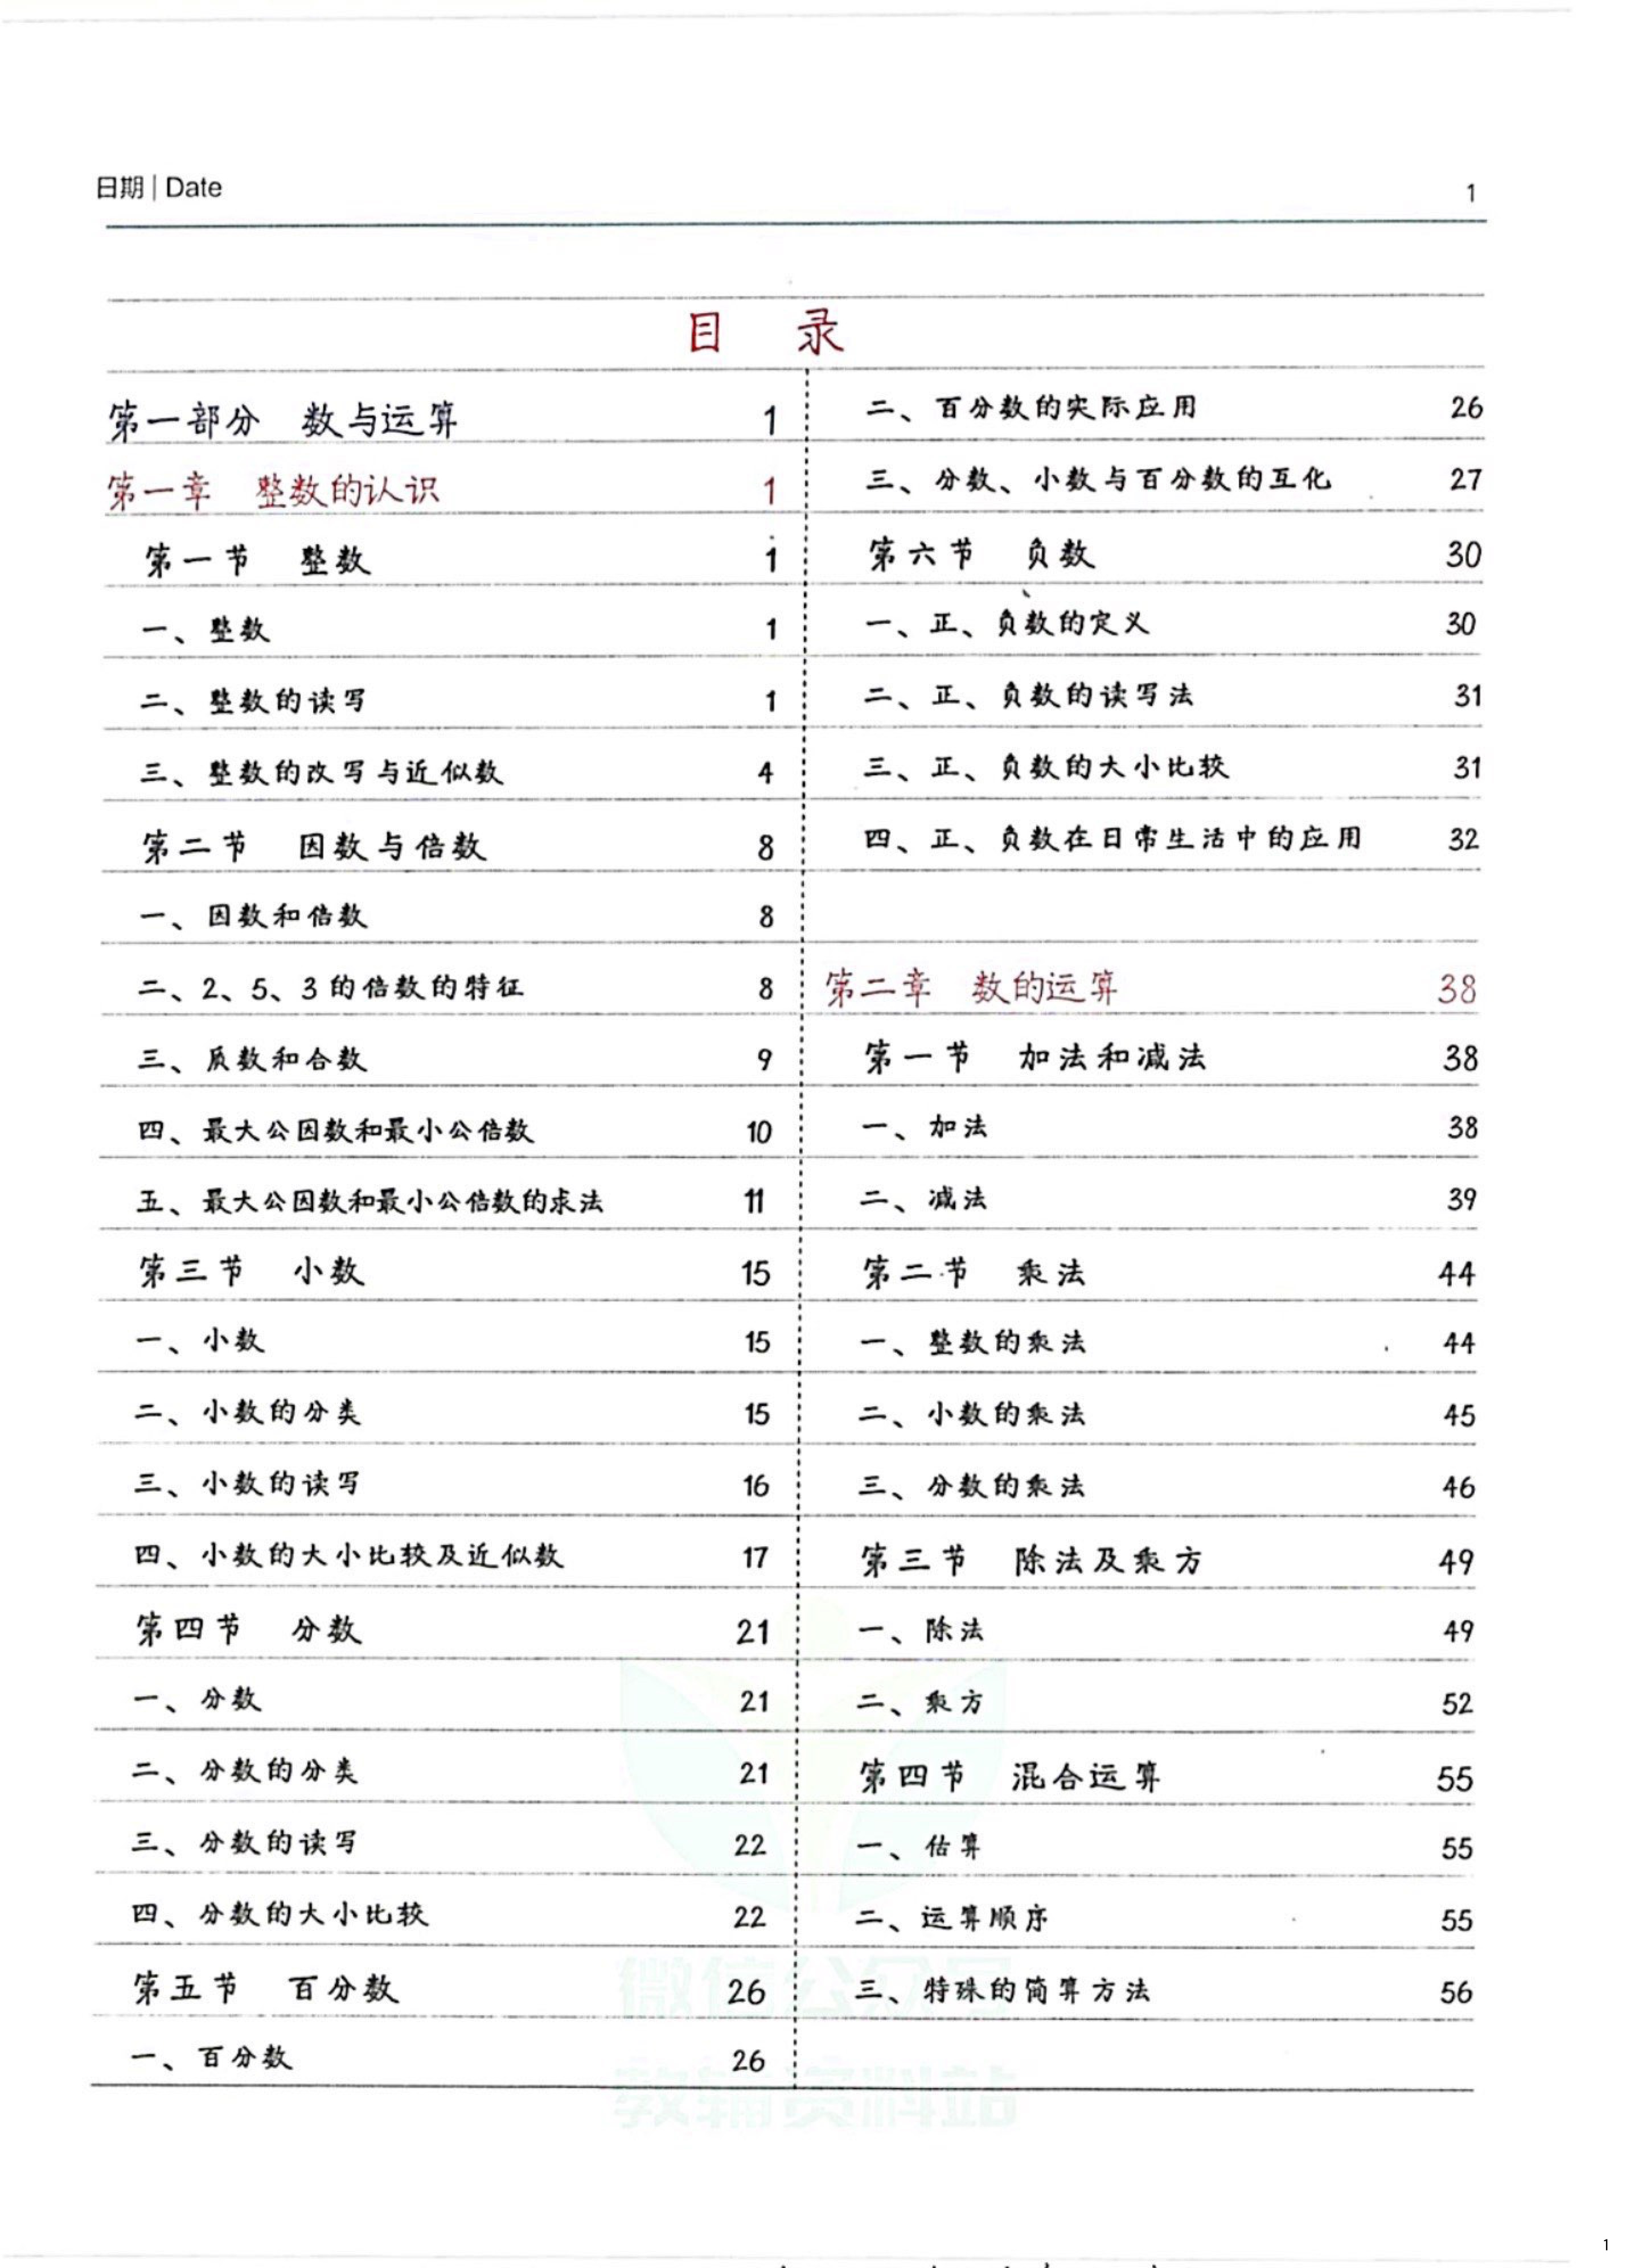 日期 | Date
1
目 录
第一部分 数与运算 1
第一章 整数的认识 1
第一节 整数 1
一、整数 1
二、整数的读写 1
三、整数的改写与近似数 4
第二节 因数与倍数 8
一、因数和倍数 8
二、2、5、3的倍数的特征 8
三、质数和合数 9
四、最大公因数和最小公倍数 10
五、最大公因数和最小公倍数的求法 11
第三节 小数 15
一、小数 15
二、小数的分类 15
三、小数的读写 16
四、小数的大小比较及近似数 17
第四节 分数 21
一、分数 21
二、分数的分类 21
三、分数的读写 22
四、分数的大小比较 22
第五节 百分数 26
一、百分数 26
二、百分数的实际应用 26
三、分数、小数与百分数的互化 27
第六节 负数 30
一、正、负数的定义 30
二、正、负数的读写法 31
三、正、负数的大小比较 31
四、正、负数在日常生活中的应用 32
第二章 数的运算 38
第一节 加法和减法 38
一、加法 38
二、减法 39
第二节 乘法 44
一、整数的乘法 44
二、小数的乘法 45
三、分数的乘法 46
第三节 除法及乘方 49
一、除法 49
二、乘方 52
第四节 混合运算 55
一、估算 55
二、运算顺序 55
三、特殊的简算方法 56
微信公众号
教辅资料站
1